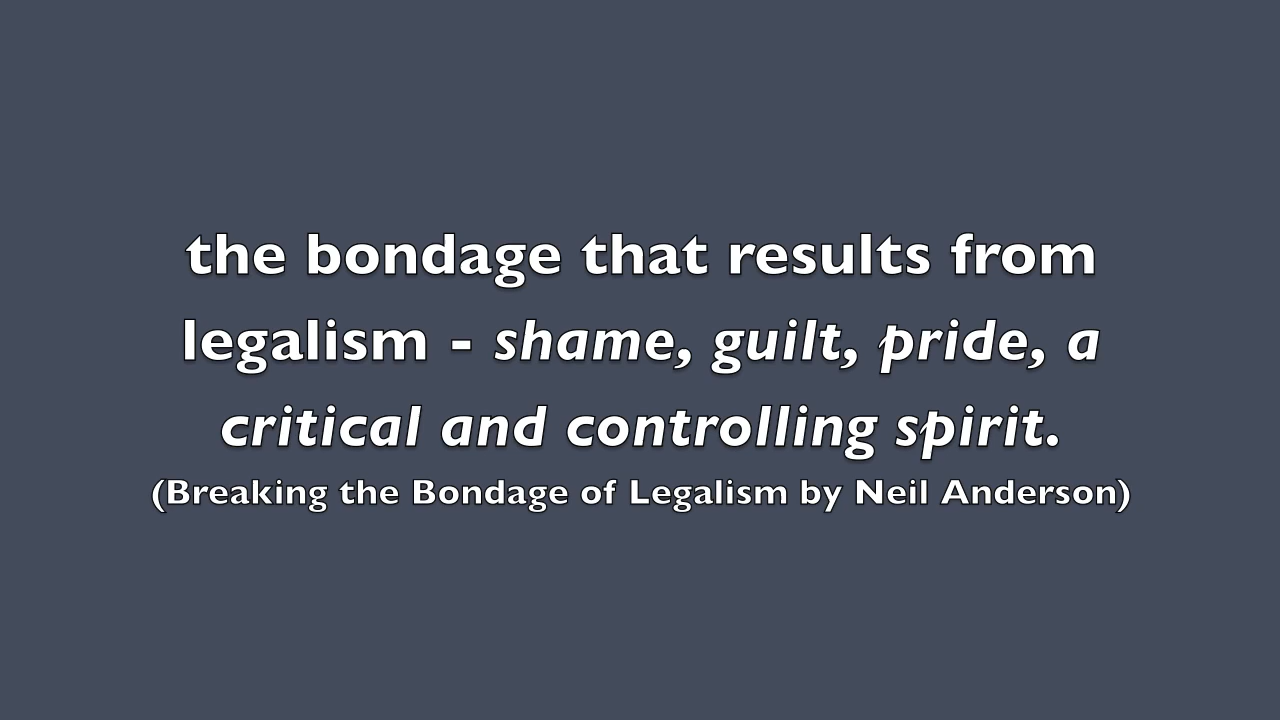 the bondage that results from
legalism - shame, guilt, pride, a
critical and controlling spirit.
(Breaking the Bondage of Legalism by Neil Anderson)